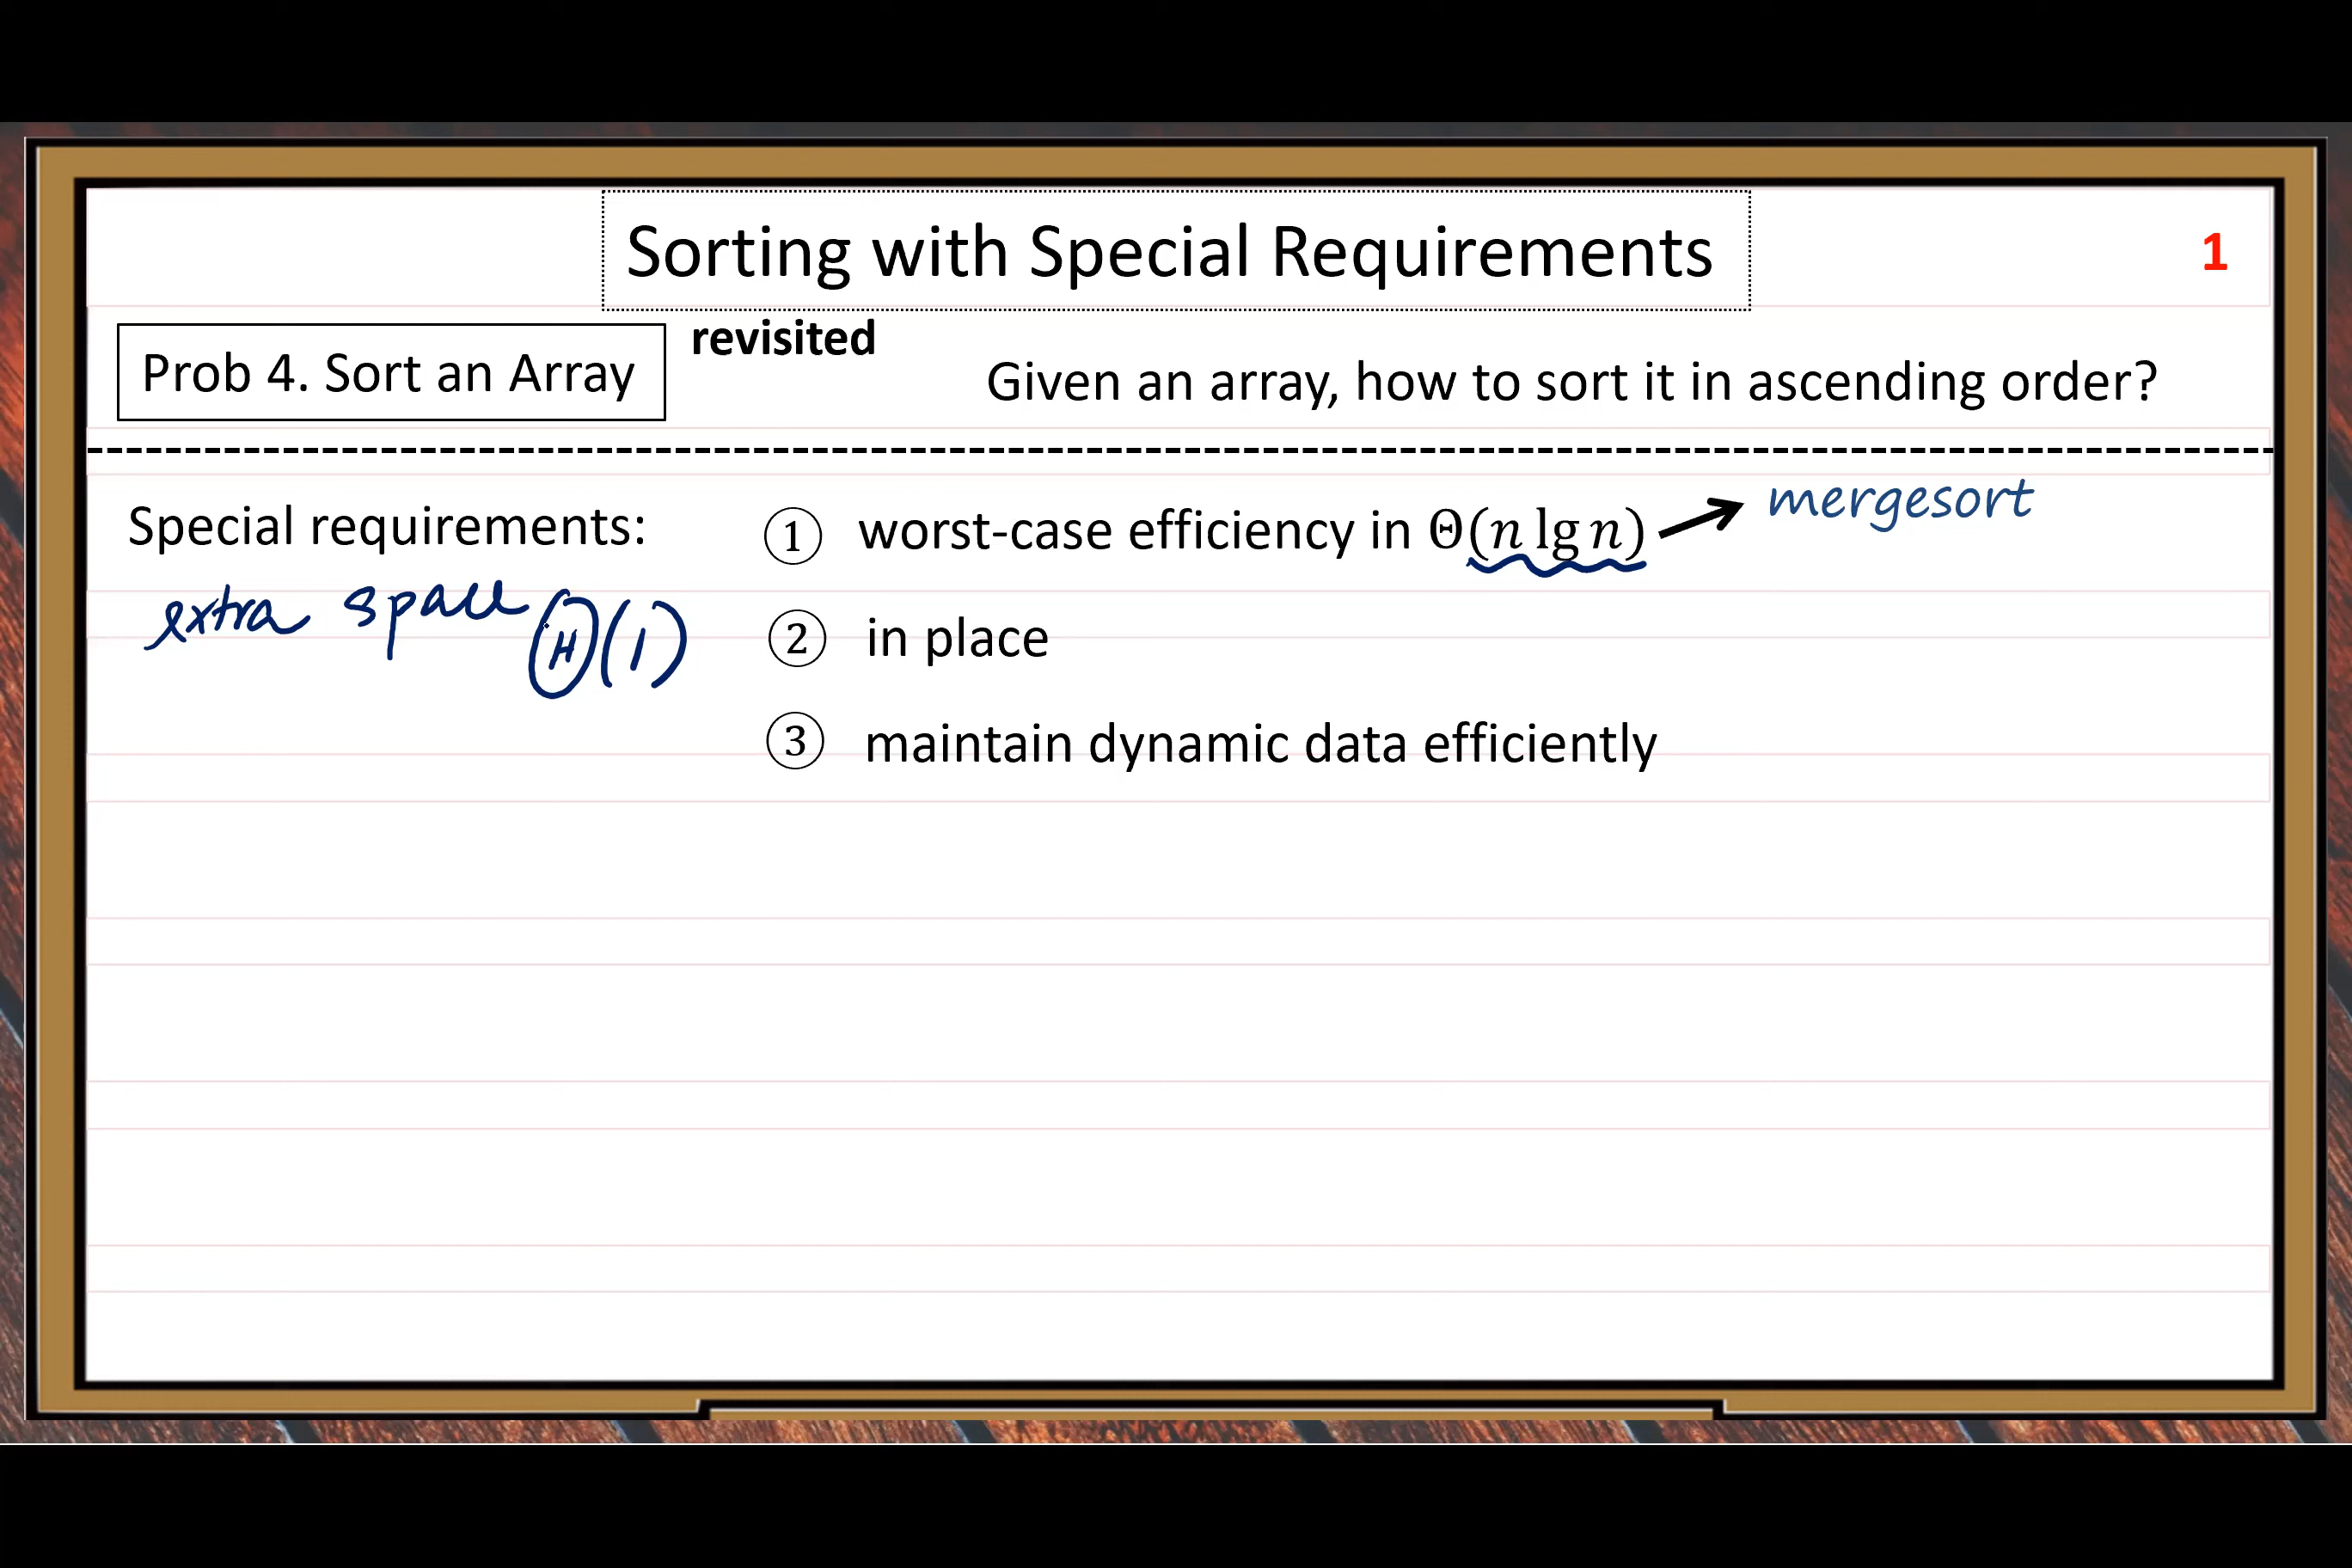 Sorting with Special Requirements
1
Prob 4. Sort an Array
revisited
Given an array, how to sort it in ascending order?
Special requirements:
① worst-case efficiency in Θ(n lg n)
mergesort
extra space Θ(1)
② in place
③ maintain dynamic data efficiently